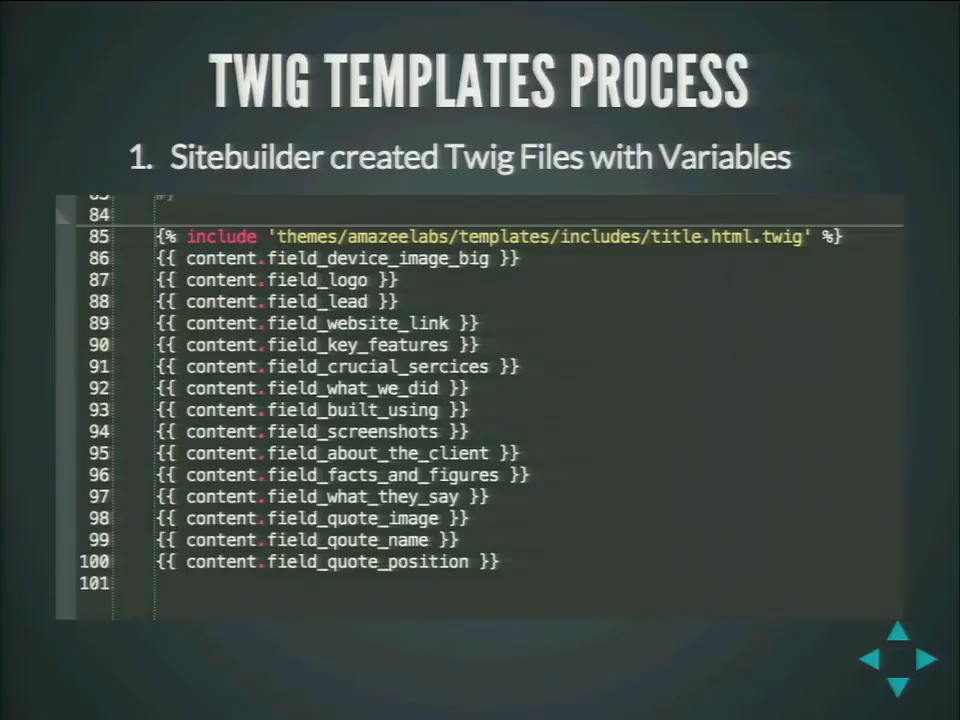 TWIG TEMPLATES PROCESS
1. Sitebuilder created Twig Files with Variables
83 #}
84
85 {% include 'themes/amazeelabs/templates/includes/title.html.twig' %}
86 {{ content.field_device_image_big }}
87 {{ content.field_logo }}
88 {{ content.field_lead }}
89 {{ content.field_website_link }}
90 {{ content.field_key_features }}
91 {{ content.field_crucial_sercices }}
92 {{ content.field_what_we_did }}
93 {{ content.field_built_using }}
94 {{ content.field_screenshots }}
95 {{ content.field_about_the_client }}
96 {{ content.field_facts_and_figures }}
97 {{ content.field_what_they_say }}
98 {{ content.field_quote_image }}
99 {{ content.field_qoute_name }}
100 {{ content.field_quote_position }}
101